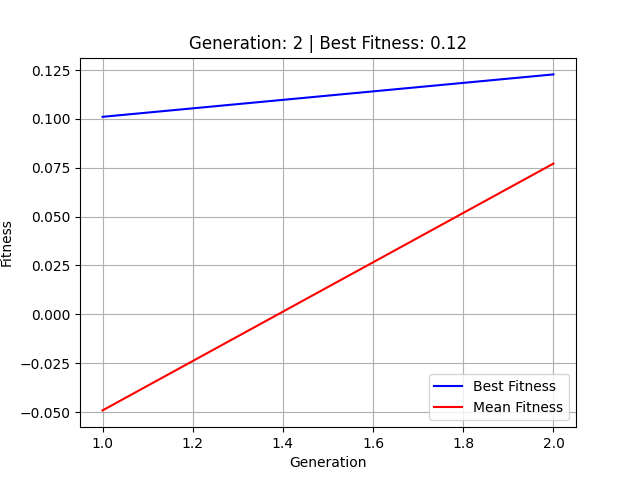 Generation: 2 | Best Fitness: 0.12
0.125
0.100
0.075
0.050
0.025
0.000
−0.025
−0.050
Fitness
1.0 1.2 1.4 1.6 1.8 2.0
Generation
Best Fitness
Mean Fitness